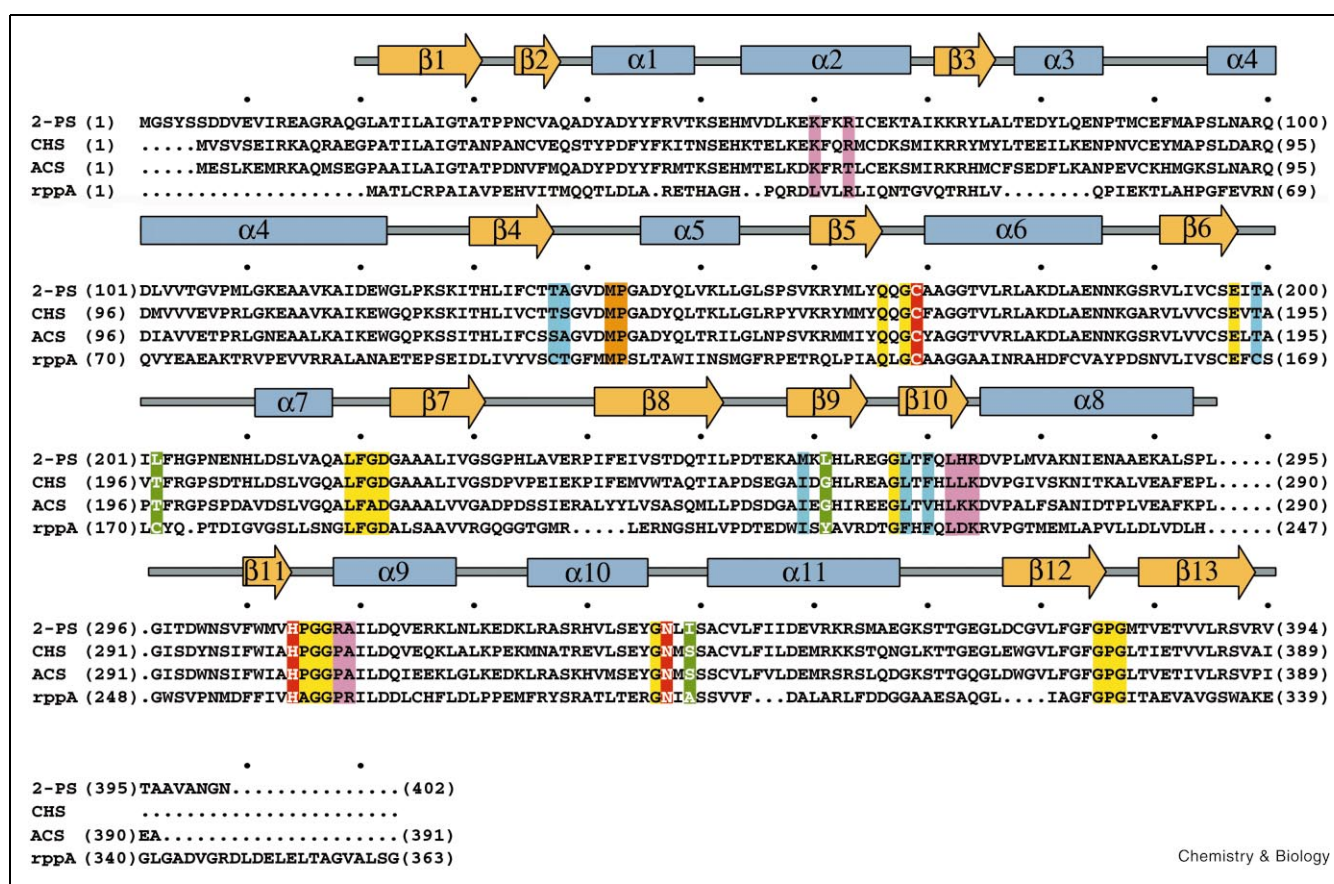 β1 β2 α1 α2 β3 α3 α4
2-PS (1) MGSYSSDDVEVIREAGRAQGLATILAIGTATPPNCVAQADYADYYFRVTKSEHMVDLKEKFKRICEKTAIKKRYLALTEDYLQENPTMCEFMAPSLNARQ(100)
CHS (1) .....MVSVSEIRKAQRAEGPATILAIGTANPANCVEQSTYPDFYFKITNSEHKTELKEKFQRMCDKSMIKRRYMYLTEEILKENPNVCEYMAPSLDARQ(95)
ACS (1) .....MESLKEMRKAQMSEGPAAILAIGTATPDNVFMQADYPDYYFRMTKSEHMTELKDKFRTLCEKSMIRKRHMCFSEDFLKANPEVCKHMGKSLNARQ(95)
rppA (1) ....................MATLCRPAIAVPEHVITMQQTLDLA.RETHAGH..PQRDLVLRLIQNTGVQTRHLV........QPIEKTLAHPGFEVRN(69)
α4 β4 α5 β5 α6 β6
2-PS (101) DLVVTGVPMLGKEAAVKAIDEWGLPKSKITHLIFCTTAGVDMPGADYQLVKLLGLSPSVKRYMLYQQGCAAGGTVLRLAKDLAENNKGSRVLIVCSEITA(200)
CHS (96) DMVVVEVPRLGKEAAVKAIKEWGQPKSKITHLIVCTTSGVDMPGADYQLTKLLGLRPYVKRYMMYQQGCFAGGTVLRLAKDLAENNKGARVLVVCSEVTA(195)
ACS (96) DIAVVETPRLGNEAALKAIKEWGQPKSSITHLIFCSSAGVDMPGADYQLTRILGLNPSVKRMMIYQQGCYAGGTVLRLAKDLAENNKGSRVLVVCSELTA(195)
rppA (70) QVYEAEAKTRVPEVVRRALANAETEPSEIDLIVYVSCTGFMMPSLTAWIINSMGFRPETRQLPIAQLGCAAGGAAINRAHDFCVAYPDSNVLIVSCEFCS(169)
α7 β7 β8 β9 β10 α8
2-PS (201) ILFHGPNENHLDSLVAQALFGDGAAALIVGSGPHLAVERPIFEIVSTDQTILPDTEKAMHLHLREGGLTFQLHRDVPLMVAKNIENAAEKALSPL.....(295)
CHS (196) VTFRGPSDTHLDSLVGQALFGDGAAALIVGSDPVPEIEKPIFEMVWTAQTIAPDSEGAIDGHLREAGLTFHLLKDVPGIVSKNITKALVEAFEPL.....(290)
ACS (196) PTFRGPSPDAVDSLVGQALFADGAAALVVGADPDSSIERALYYLVSASQMLLPDSDGAIEGHIREEGLTVHLKKDVPALFSANIDTPLVEAFKPL.....(290)
rppA (170) LCYQ.PTDIGVGSLLSNGLFGDALSAAVVRGQGGTGMR......LERNGSHLVPDTEDWISYAVRDTGFHFQLDKRVPGTMEMLAPVLLDLVDLH.....(247)
β11 α9 α10 α11 β12 β13
2-PS (296) .GITDWNSVFWMVHPGGRAILDQVERKLNLKEDKLRASRHVLSEYGNLISACVLFIIDEVRKRSMAEGKSTTGEGLDCGVLFGFGPGMTVETVVLRSVRV(394)
CHS (291) .GISDYNSIFWIAHPGGPAILDQVEQKLALKPEKMNATREVLSEYGNMSSACVLFILDEMRKKSTQNGLKTTGEGLEWGVLFGFGPGLTIETVVLRSVAI(389)
ACS (291) .GISDWNSIFWIAHPGGPAILDQIEEKLGLKEDKLRASKHVMSEYGNMSSSCVLFVLDEMRSRSLQDGKSTTGQGLDWGVLFGFGPGLTVETIVLRSVPI(389)
rppA (248) .GWSVPNMDFFIVHAGGPRILDDLCHFLDLPPEMFRYSRATLTERGNIASSVVF...DALARLFDDGGAAESAQGL....IAGFGPGITAEVAVGSWAKE(339)
2-PS (395) TAAVANGN...............(402)
CHS .......................
ACS (390) EA.....................(391)
rppA (340) GLGADVGRDLDELELTAGVALSG(363)
Chemistry & Biology